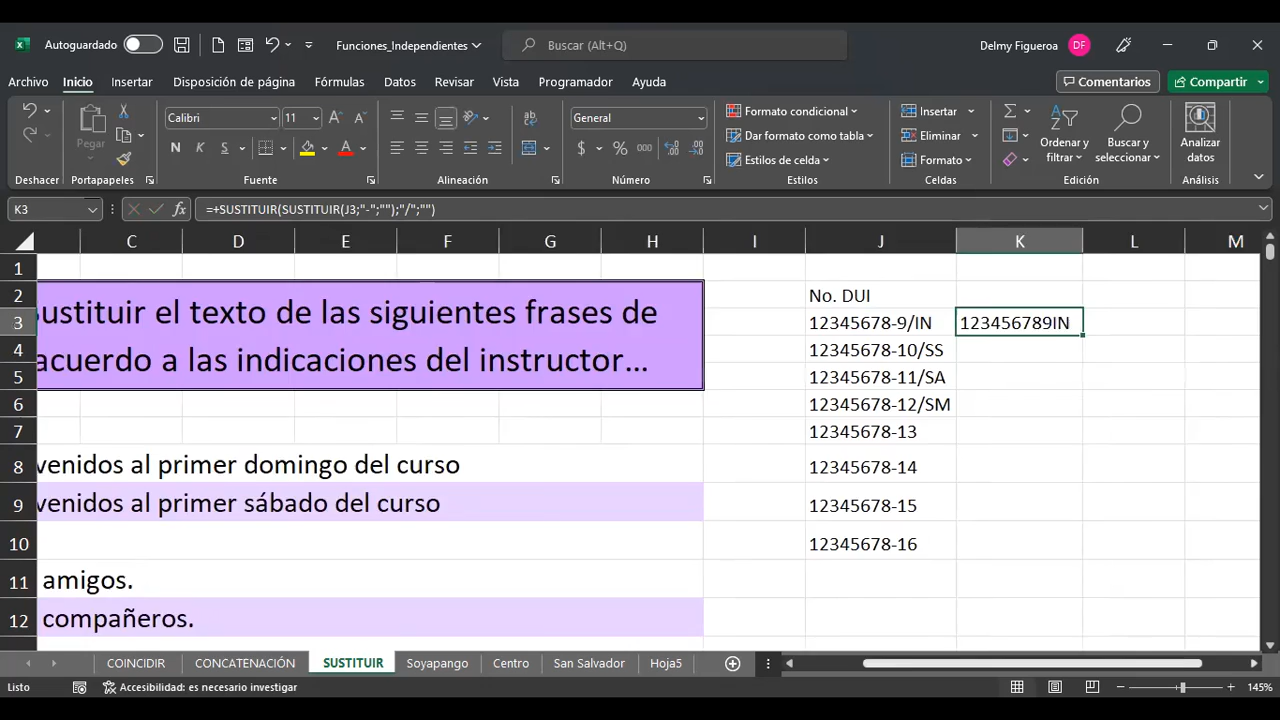 Autoguardado
Funciones_Independientes
Buscar (Alt+Q)
Delmy Figueroa
DF
Archivo Inicio Insertar Disposición de página Fórmulas Datos Revisar Vista Programador Ayuda
Comentarios
Compartir
Pegar
Calibri 11
General
N K S
$ % 000
Formato condicional
Dar formato como tabla
Estilos de celda
Insertar
Eliminar
Formato
Ordenar y filtrar
Buscar y seleccionar
Analizar datos
Deshacer Portapapeles Fuente Alineación Número Estilos Celdas Edición Análisis
K3
fx
=+SUSTITUIR(SUSTITUIR(J3;"-";"");"/";"")
C D E F G H I J K L M
1
2 No. DUI
Sustituir el texto de las siguientes frases de
3 12345678-9/IN 123456789IN
acuerdo a las indicaciones del instructor...
4 12345678-10/SS
5 12345678-11/SA
6 12345678-12/SM
7 12345678-13
8 venidos al primer domingo del curso 12345678-14
9 venidos al primer sábado del curso 12345678-15
10 12345678-16
11 amigos.
12 compañeros.
COINCIDIR CONCATENACIÓN SUSTITUIR Soyapango Centro San Salvador Hoja5
Listo
Accesibilidad: es necesario investigar
145%